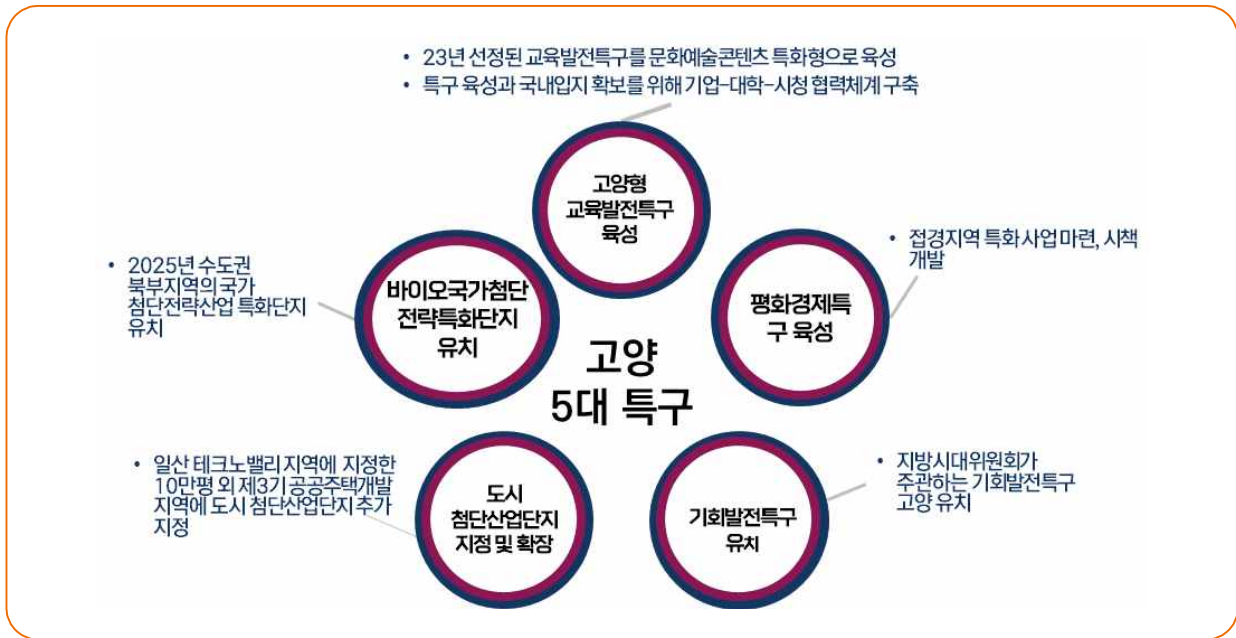 • 23년 선정된 교육발전특구를 문화예술콘텐츠 특화형으로 육성
• 특구 육성과 국내입지 확보를 위해 기업-대학-시청 협력체계 구축
고양형
교육발전특구
육성
• 접경지역 특화 사업 마련, 시책
개발
평화경제특
구 육성
• 2025년 수도권
북부지역의 국가
첨단전략산업 특화단지
유치
바이오국가첨단
전략특화단지
유치
고양
5대 특구
• 일산 테크노밸리 지역에 지정한
10만평 외 제3기 공공주택개발
지역에 도시 첨단산업단지 추가
지정
도시
첨단산업단지
지정 및 확장
• 지방시대위원회가
주관하는 기회발전특구
고양 유치
기회발전특구
유치